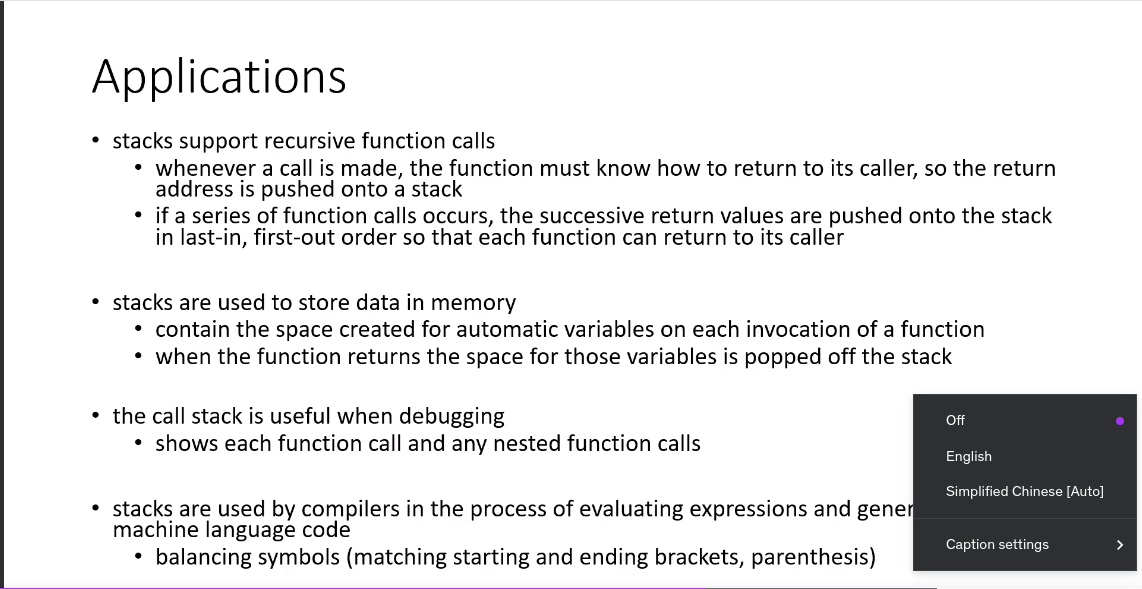 Applications
• stacks support recursive function calls
• whenever a call is made, the function must know how to return to its caller, so the return
address is pushed onto a stack
• if a series of function calls occurs, the successive return values are pushed onto the stack
in last-in, first-out order so that each function can return to its caller
• stacks are used to store data in memory
• contain the space created for automatic variables on each invocation of a function
• when the function returns the space for those variables is popped off the stack
• the call stack is useful when debugging
• shows each function call and any nested function calls
• stacks are used by compilers in the process of evaluating expressions and gener
machine language code
• balancing symbols (matching starting and ending brackets, parenthesis)
Off
English
Simplified Chinese [Auto]
Caption settings